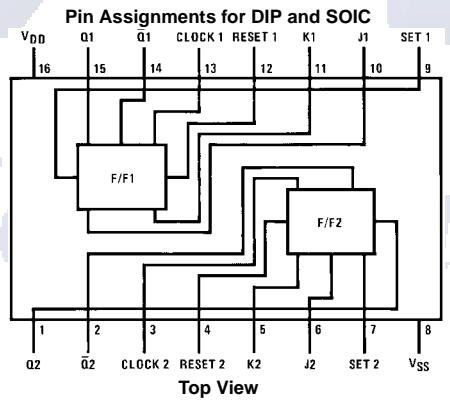 Pin Assignments for DIP and SOIC
VDD Q1 Q̅1 CLOCK 1 RESET 1 K1 J1 SET 1
16 15 14 13 12 11 10 9
F/F1
F/F2
1 2 3 4 5 6 7 8
Q2 Q̅2 CLOCK 2 RESET 2 K2 J2 SET 2 VSS
Top View